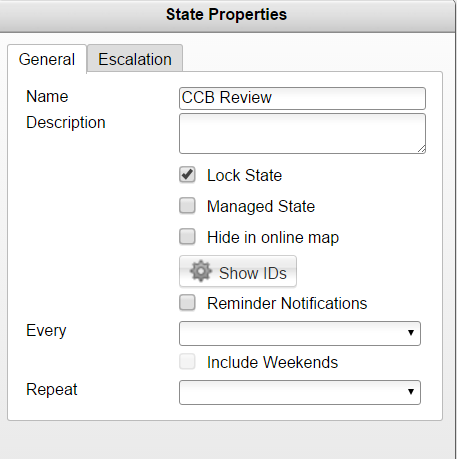 State Properties
General Escalation
Name CCB Review
Description
Lock State
Managed State
Hide in online map
Show IDs
Reminder Notifications
Every
Include Weekends
Repeat